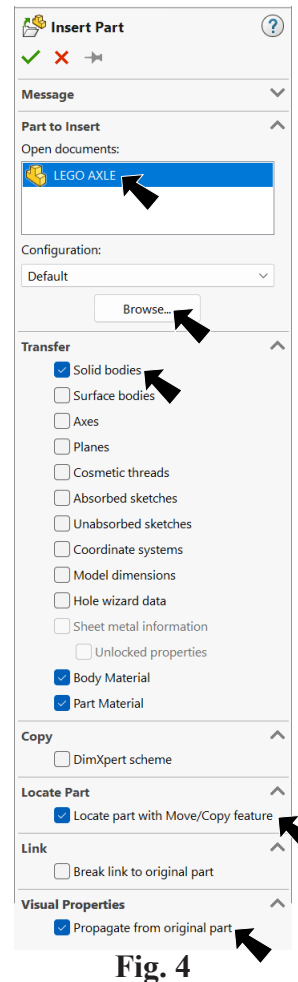 Insert Part
?
Message
Part to Insert
Open documents:
LEGO AXLE
Configuration:
Default
Browse...
Transfer
Solid bodies
Surface bodies
Axes
Planes
Cosmetic threads
Absorbed sketches
Unabsorbed sketches
Coordinate systems
Model dimensions
Hole wizard data
Sheet metal information
Unlocked properties
Body Material
Part Material
Copy
DimXpert scheme
Locate Part
Locate part with Move/Copy feature
Link
Break link to original part
Visual Properties
Propagate from original part
Fig. 4